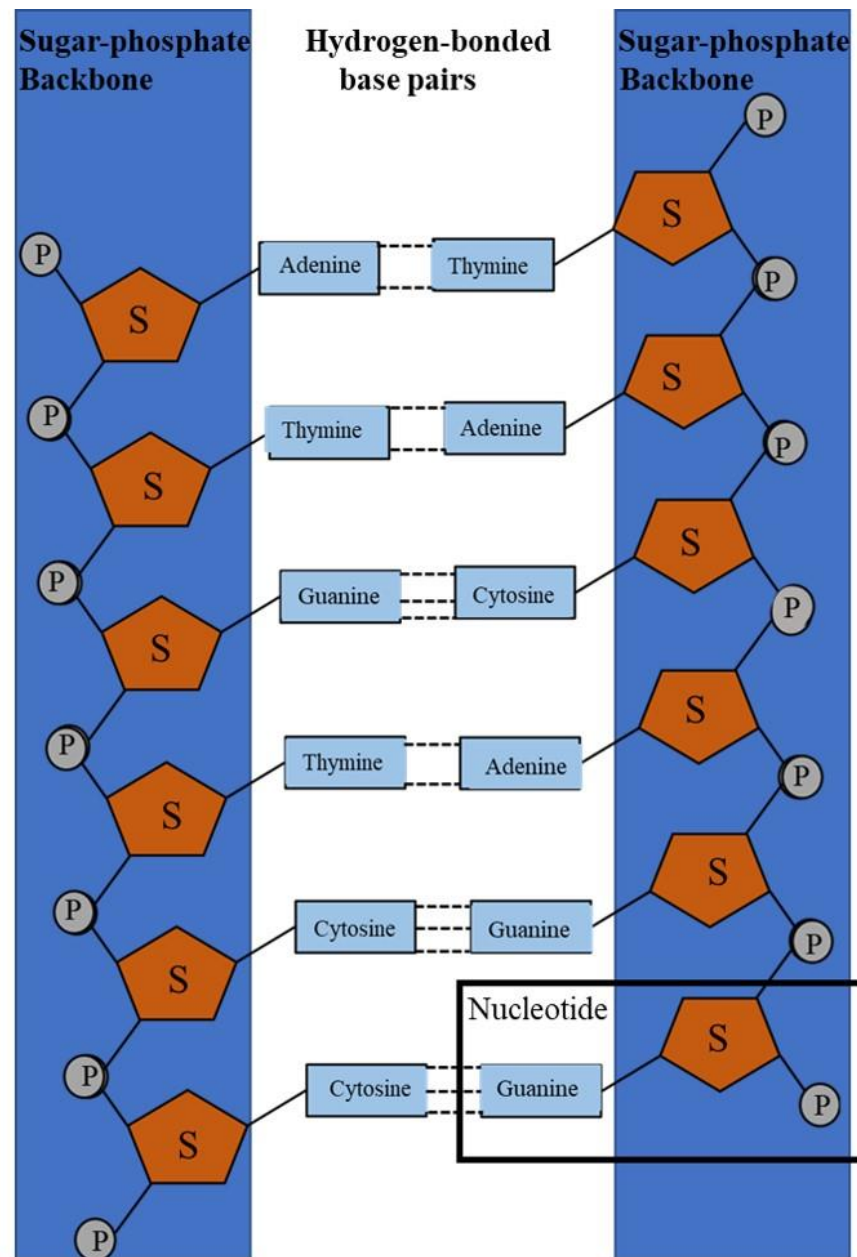 Sugar-phosphate
Backbone
Hydrogen-bonded
base pairs
Sugar-phosphate
Backbone
P
S
P
Adenine
Thymine
P
S
S
P
Thymine
Adenine
P
S
S
P
Guanine
Cytosine
P
S
S
P
Thymine
Adenine
P
S
S
P
Cytosine
Guanine
P
S
Nucleotide
S
P
Cytosine
Guanine
P
S
P